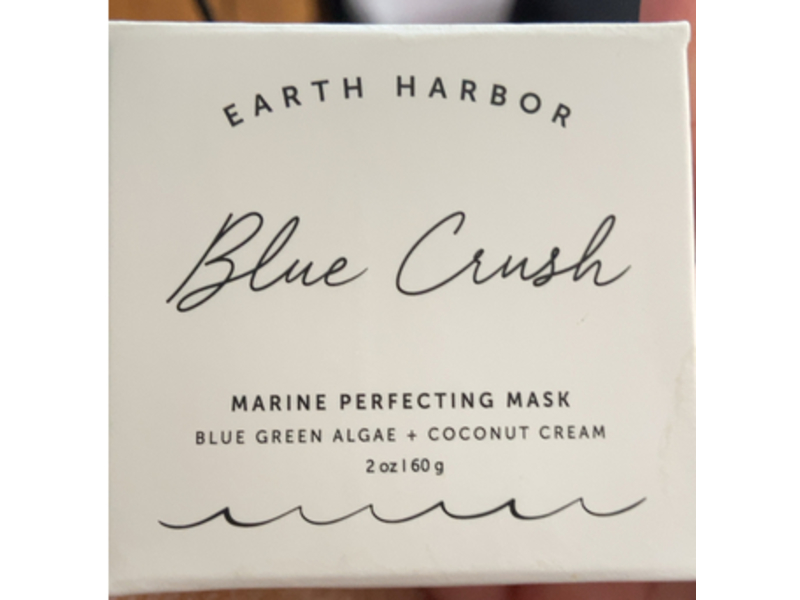 EARTH HARBOR
Blue Crush
MARINE PERFECTING MASK
BLUE GREEN ALGAE + COCONUT CREAM
2 oz | 60 g